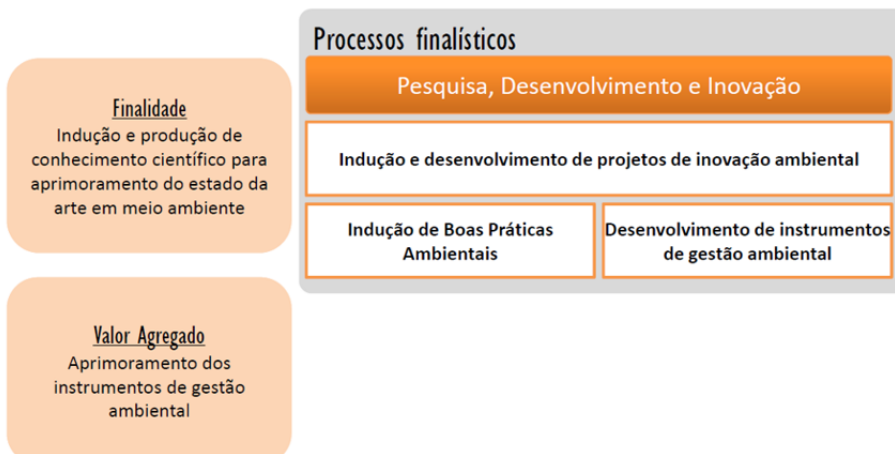 Processos finalísticos
Pesquisa, Desenvolvimento e Inovação
Indução e desenvolvimento de projetos de inovação ambiental
Indução de Boas Práticas
Ambientais
Desenvolvimento de instrumentos
de gestão ambiental
Finalidade
Indução e produção de
conhecimento científico para
aprimoramento do estado da
arte em meio ambiente
Valor Agregado
Aprimoramento dos
instrumentos de gestão
ambiental